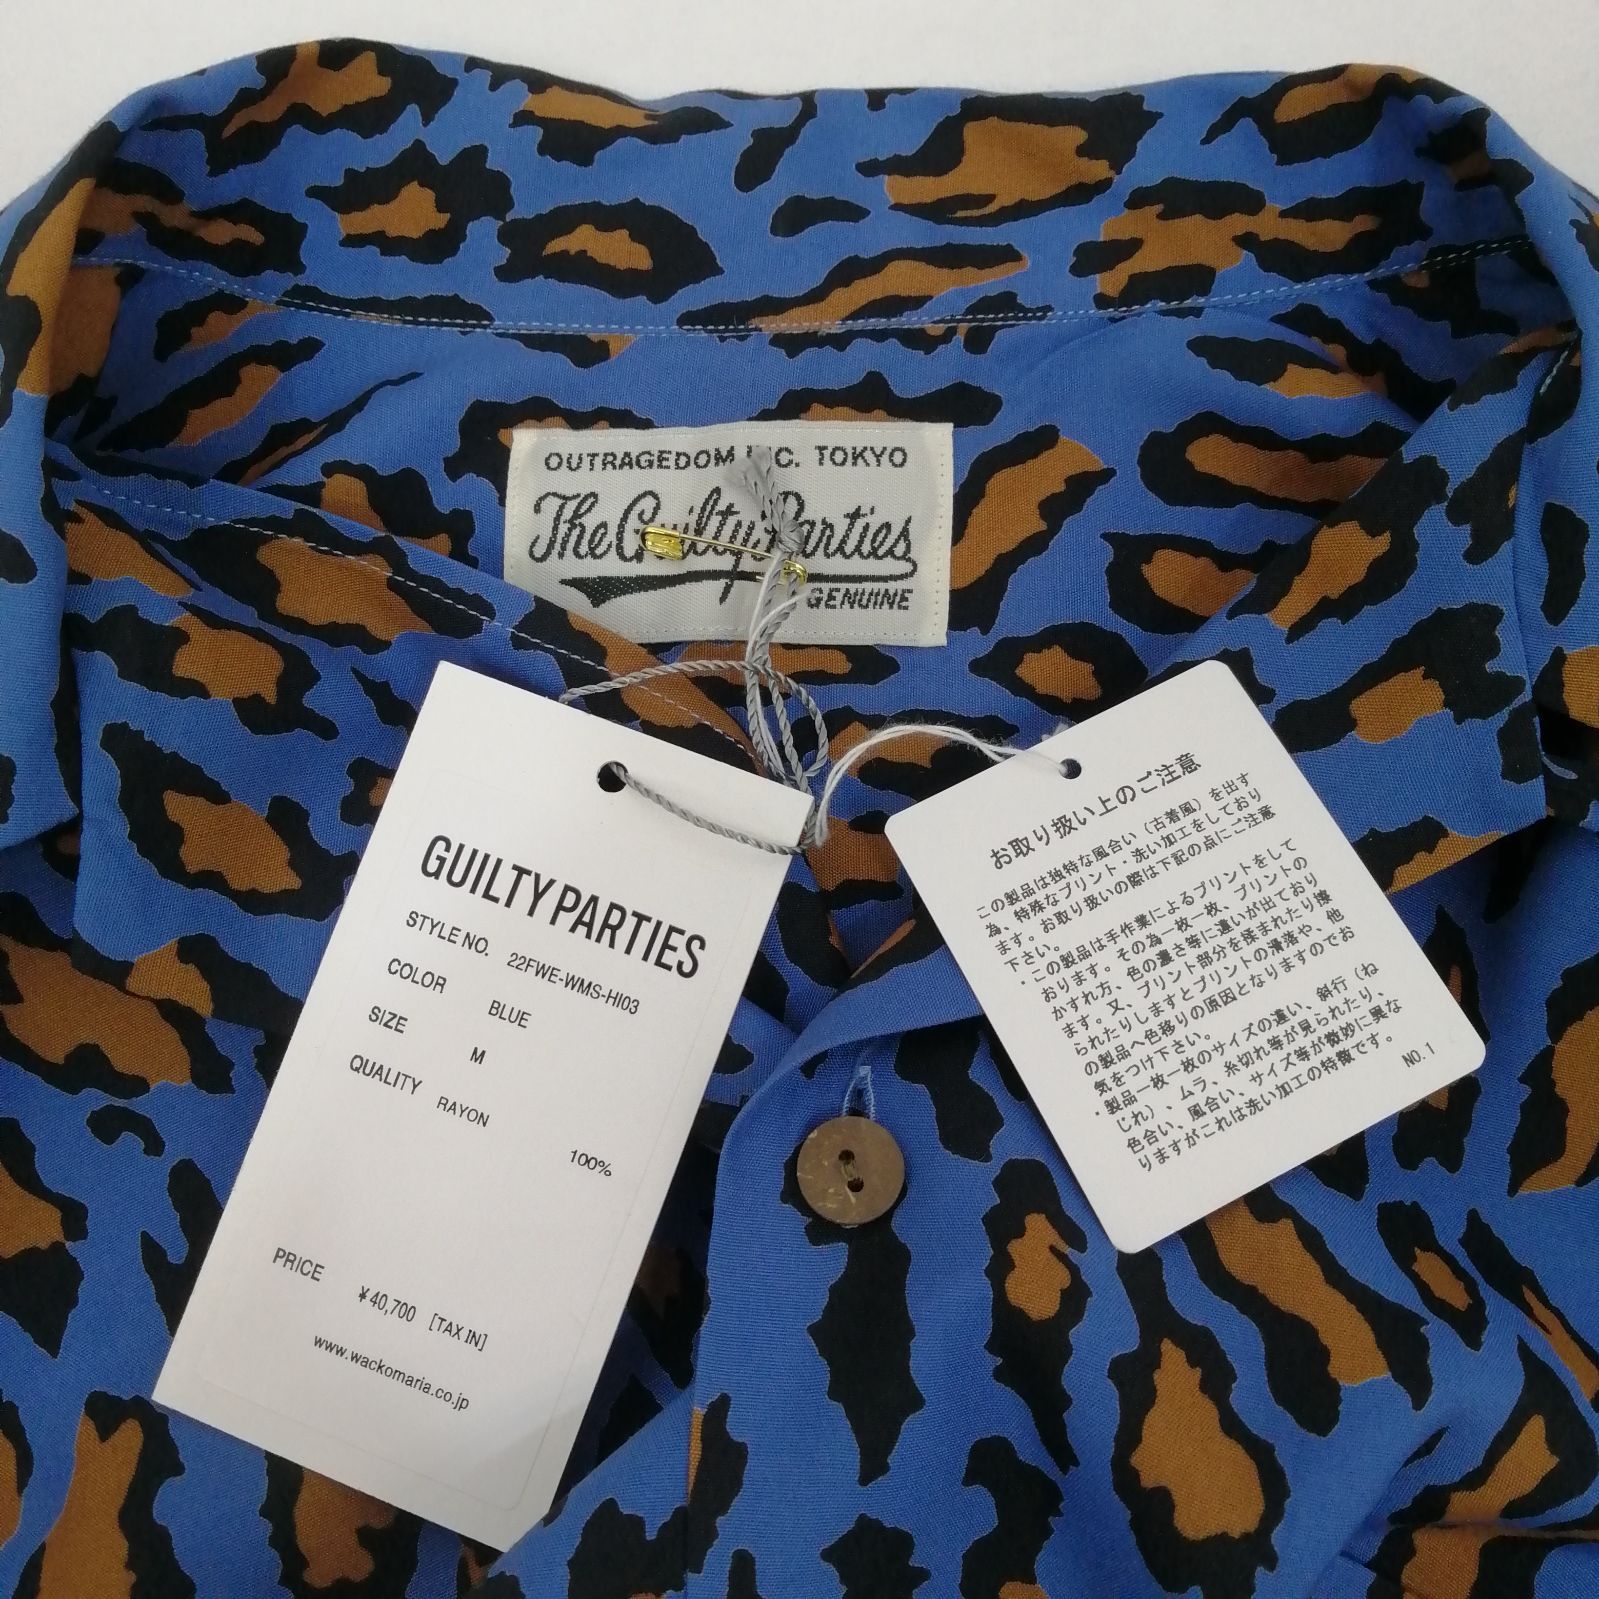 OUTRAGEDOM INC. TOKYO
The Guilty Parties
GENUINE
GUILTY PARTIES
STYLE NO. 22FWE-WMS-HI03
COLOR BLUE
SIZE M
QUALITY RAYON
100%
PRICE
¥40,700 [TAX IN]
www.wackomaria.co.jp
お取り扱い上のご注意
この製品は独特な風合い（古着風）を出す
為、特殊なプリント・洗い加工をしており
ます。お取り扱いの際は下記の点にご注意
下さい。
・この製品は手作業によるプリントをして
おります。その為一枚一枚、プリントの
かすれ方、色の濃さ等に違いが出ており
ます。又、プリント部分を揉まれたり擦
られたりしますとプリントの滑落や、他
の製品へ色移りの原因となりますのでお
気をつけ下さい。
・製品一枚一枚のサイズの違い、斜行（ね
じれ）、ムラ、糸切れ等が見られたり、
色合い、風合い、サイズ等が微妙に異な
りますがこれは洗い加工の特徴です。
NO.1